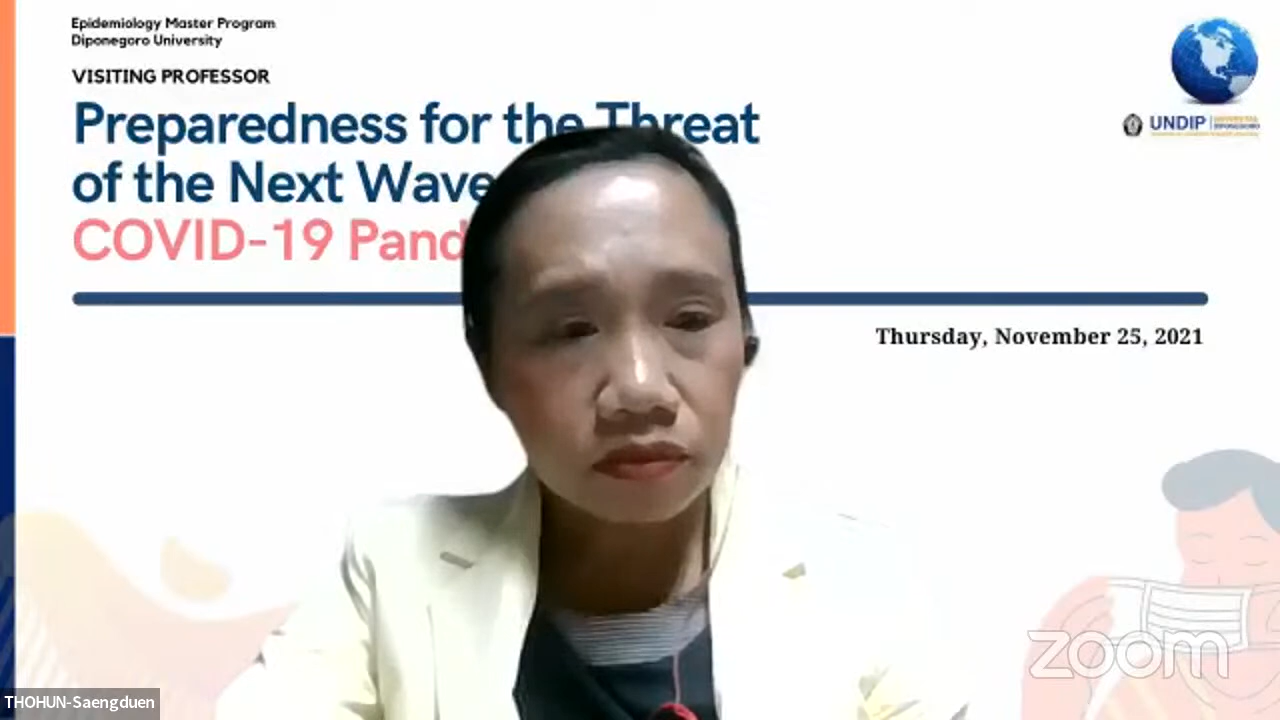 Epidemiology Master Program
Diponegoro University
VISITING PROFESSOR
Preparedness for the Threat
of the Next Wave
COVID-19 Pand
UNDIP
Thursday, November 25, 2021
zoom
THOHUN-Saengduen